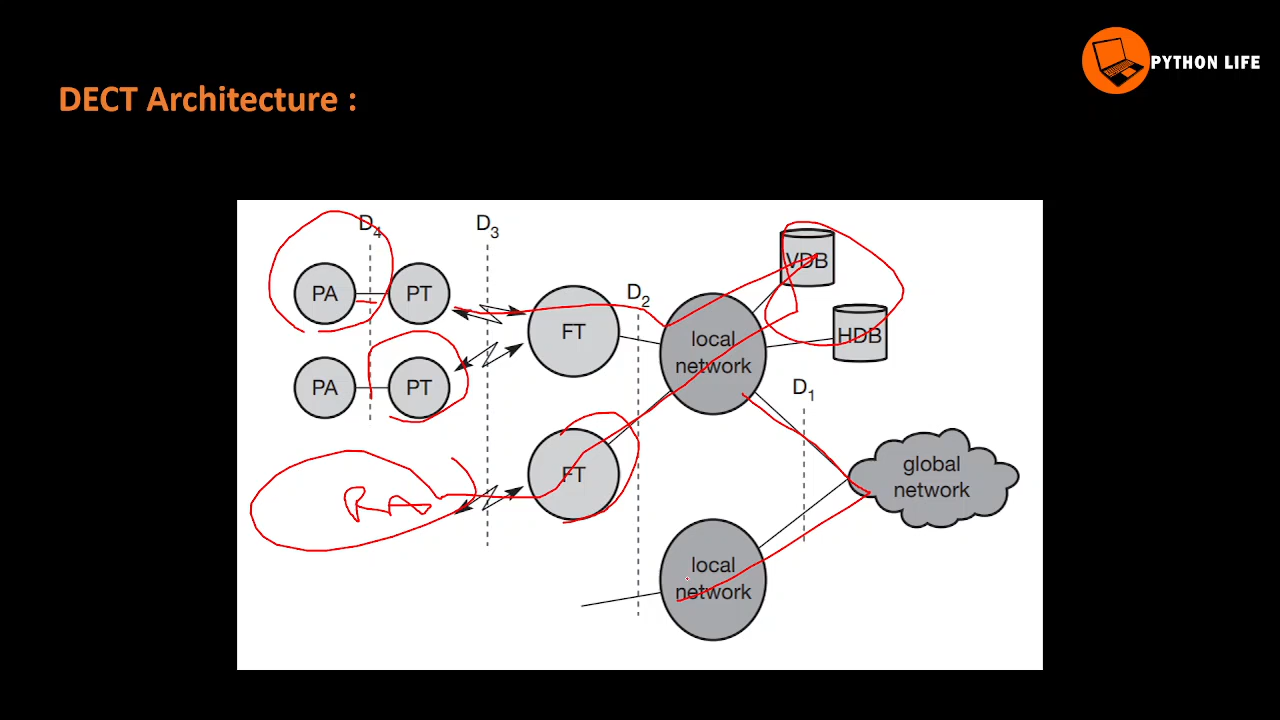 PYTHON LIFE
DECT Architecture :
D4
D3
VDB
PA
PT
D2
FT
HDB
local
network
PA
PT
D1
FT
global
network
local
network